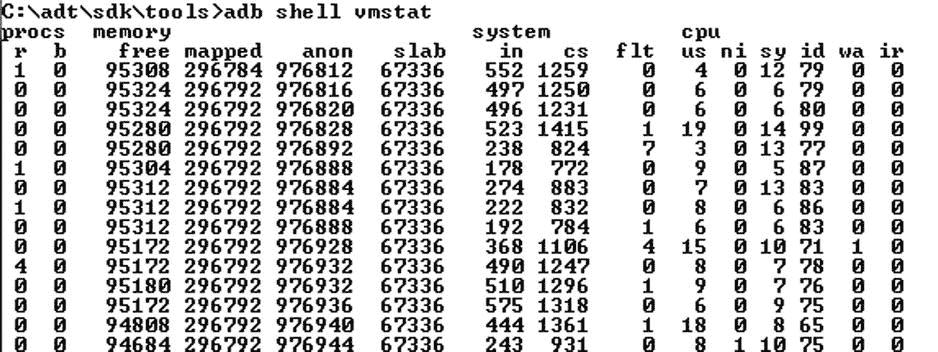 C:\adt\sdk\tools>adb shell vmstat
procs memory system cpu
r b free mapped anon slab in cs flt us ni sy id wa ir
1 0 95308 296784 976812 67336 552 1259 0 4 0 12 79 0 0
0 0 95324 296792 976816 67336 497 1250 0 6 0 6 79 0 0
0 0 95324 296792 976820 67336 496 1231 0 6 0 6 80 0 0
0 0 95280 296792 976828 67336 523 1415 1 19 0 14 99 0 0
0 0 95280 296792 976892 67336 238 824 7 3 0 13 77 0 0
1 0 95304 296792 976888 67336 178 772 0 9 0 5 87 0 0
0 0 95312 296792 976884 67336 274 883 0 7 0 13 83 0 0
1 0 95312 296792 976884 67336 222 832 0 8 0 6 86 0 0
0 0 95312 296792 976888 67336 192 784 1 6 0 6 83 0 0
0 0 95172 296792 976928 67336 368 1106 4 15 0 10 71 1 0
4 0 95172 296792 976932 67336 490 1247 0 8 0 7 78 0 0
0 0 95180 296792 976932 67336 510 1296 1 9 0 7 76 0 0
0 0 95172 296792 976936 67336 575 1318 0 6 0 9 75 0 0
0 0 94808 296792 976940 67336 444 1361 1 18 0 8 65 0 0
0 0 94684 296792 976944 67336 243 931 0 8 1 10 75 0 0